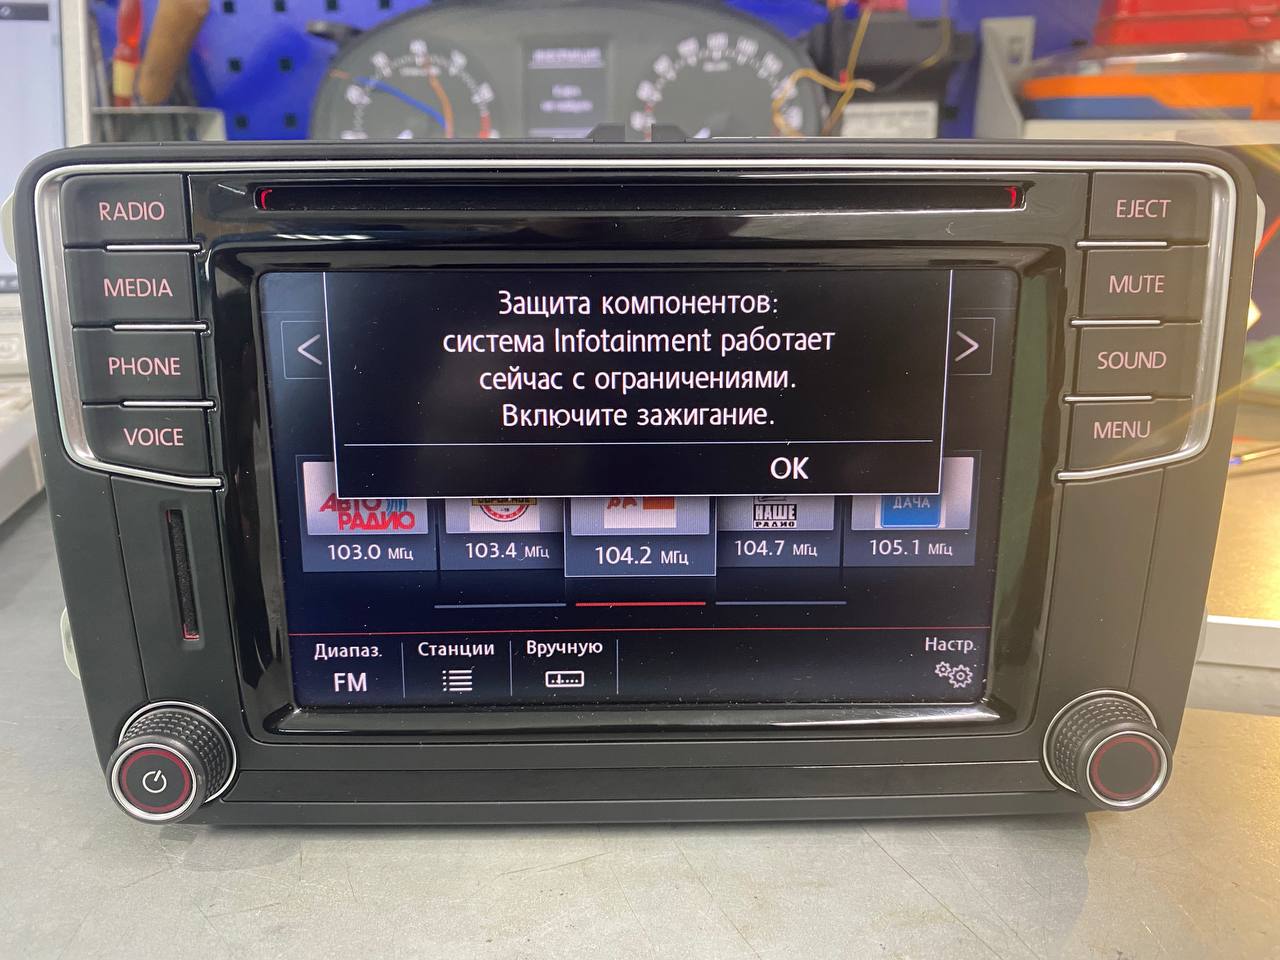 RADIO
MEDIA
PHONE
VOICE
EJECT
MUTE
SOUND
MENU
Защита компонентов:
система Infotainment работает
сейчас с ограничениями.
Включите зажигание.
OK
<
>
АВТО
РАДИО
НАШЕ
РАДИО
ДАЧА
103.0 МГц
103.4 МГц
104.2 МГц
104.7 МГц
105.1 МГц
Диапаз.
FM
Станции
Вручную
Настр.